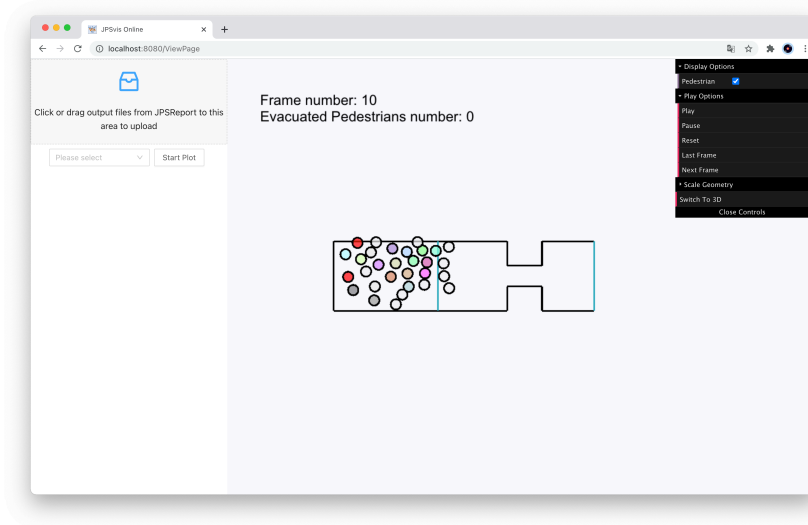 JPSvis Online
localhost:8080/ViewPage
Click or drag output files from JPSReport to this
area to upload
Please select
Start Plot
Frame number: 10
Evacuated Pedestrians number: 0
Display Options
Pedestrian
Play Options
Play
Pause
Reset
Last Frame
Next Frame
Scale Geometry
Switch To 3D
Close Controls